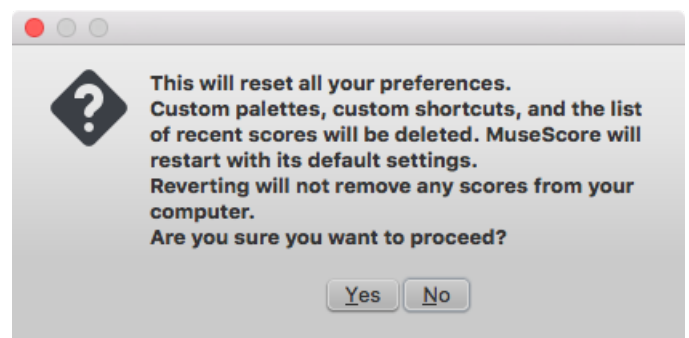 This will reset all your preferences.
Custom palettes, custom shortcuts, and the list
of recent scores will be deleted. MuseScore will
restart with its default settings.
Reverting will not remove any scores from your
computer.
Are you sure you want to proceed?
Yes No